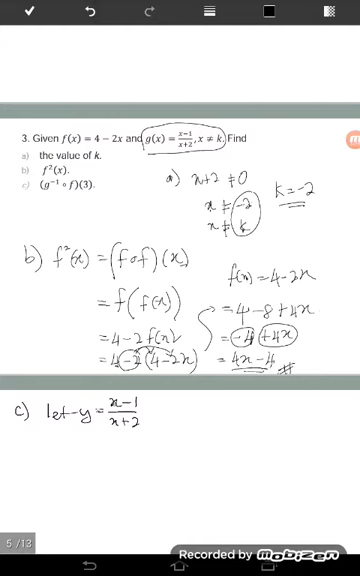 3. Given f(x) = 4 − 2x and g(x) = x−1/x+2, x ≠ k. Find
a) the value of k.
b) f²(x).
c) (g⁻¹ ∘ f)(3).
a) x+2 ≠ 0
x ≠ -2
x ≠ k
k = -2
b) f²(x) = (f o f)(x)
= f(f(x))
= 4-2f(x)
= 4-2(4-2x)
f(x) = 4-2x
= 4-8+4x
= -4+4x
= 4x-4 #
c) let y = x-1/x+2
5 /13
Recorded by mobizen